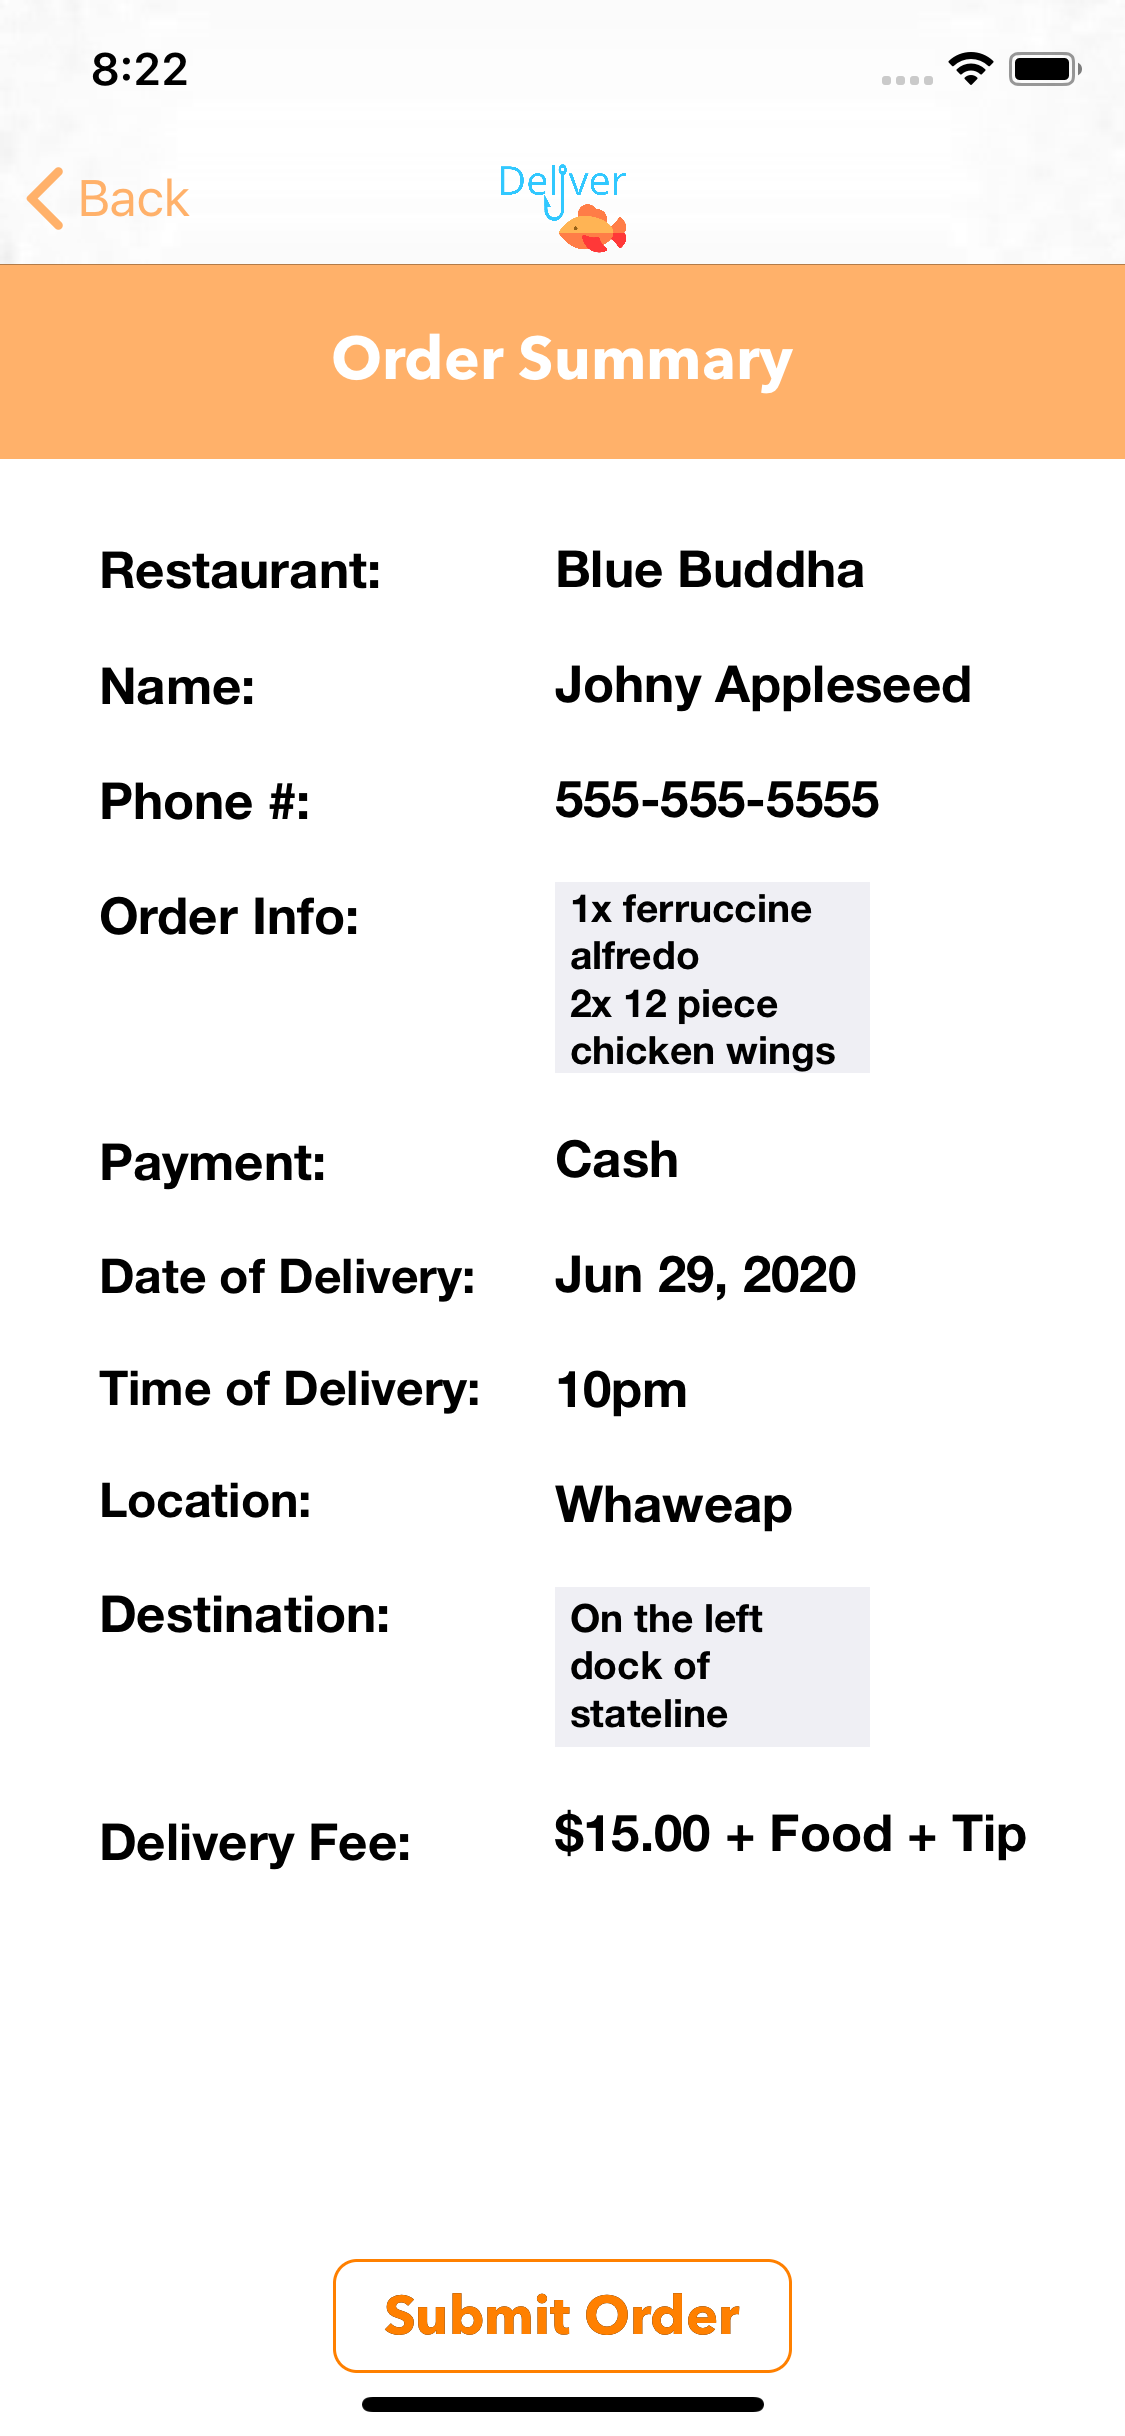 8:22
Back
Deliver
Order Summary
Restaurant: Blue Buddha
Name: Johny Appleseed
Phone #: 555-555-5555
Order Info: 1x ferruccine
alfredo
2x 12 piece
chicken wings
Payment: Cash
Date of Delivery: Jun 29, 2020
Time of Delivery: 10pm
Location: Whaweap
Destination: On the left
dock of
stateline
Delivery Fee: $15.00 + Food + Tip
Submit Order